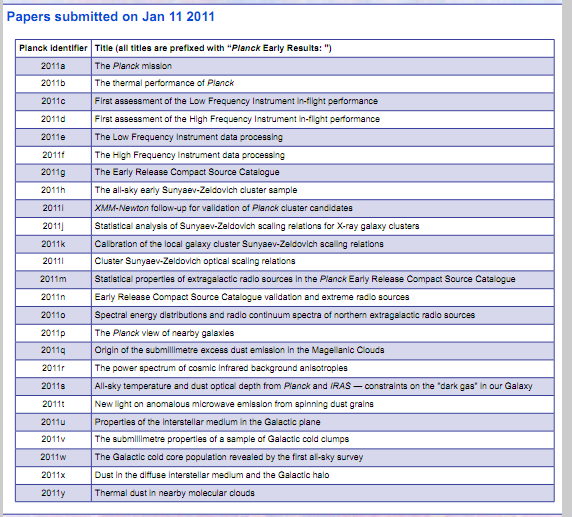 Papers submitted on Jan 11 2011
Planck identifier Title (all titles are prefixed with “Planck Early Results: ”)
2011a The Planck mission
2011b The thermal performance of Planck
2011c First assessment of the Low Frequency Instrument in-flight performance
2011d First assessment of the High Frequency Instrument in-flight performance
2011e The Low Frequency Instrument data processing
2011f The High Frequency Instrument data processing
2011g The Early Release Compact Source Catalogue
2011h The all-sky early Sunyaev-Zeldovich cluster sample
2011i XMM-Newton follow-up for validation of Planck cluster candidates
2011j Statistical analysis of Sunyaev-Zeldovich scaling relations for X-ray galaxy clusters
2011k Calibration of the local galaxy cluster Sunyaev-Zeldovich scaling relations
2011l Cluster Sunyaev-Zeldovich optical scaling relations
2011m Statistical properties of extragalactic radio sources in the Planck Early Release Compact Source Catalogue
2011n Early Release Compact Source Catalogue validation and extreme radio sources
2011o Spectral energy distributions and radio continuum spectra of northern extragalactic radio sources
2011p The Planck view of nearby galaxies
2011q Origin of the submillimetre excess dust emission in the Magellanic Clouds
2011r The power spectrum of cosmic infrared background anisotropies
2011s All-sky temperature and dust optical depth from Planck and IRAS — constraints on the "dark gas" in our Galaxy
2011t New light on anomalous microwave emission from spinning dust grains
2011u Properties of the interstellar medium in the Galactic plane
2011v The submillimetre properties of a sample of Galactic cold clumps
2011w The Galactic cold core population revealed by the first all-sky survey
2011x Dust in the diffuse interstellar medium and the Galactic halo
2011y Thermal dust in nearby molecular clouds